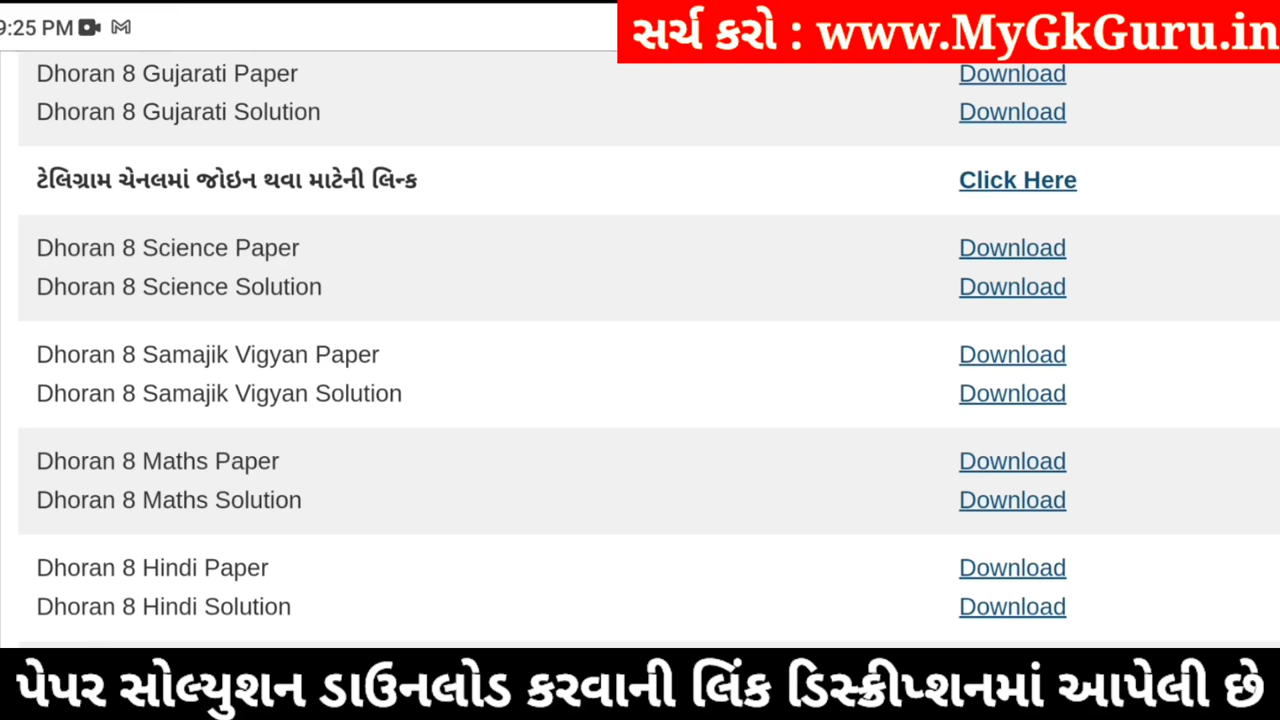 9:25 PM
સર્ચ કરો : www.MyGkGuru.in
Dhoran 8 Gujarati Paper Download
Dhoran 8 Gujarati Solution Download
ટેલિગ્રામ ચેનલમાં જોઇન થવા માટેની લિન્ક Click Here
Dhoran 8 Science Paper Download
Dhoran 8 Science Solution Download
Dhoran 8 Samajik Vigyan Paper Download
Dhoran 8 Samajik Vigyan Solution Download
Dhoran 8 Maths Paper Download
Dhoran 8 Maths Solution Download
Dhoran 8 Hindi Paper Download
Dhoran 8 Hindi Solution Download
પેપર સોલ્યુશન ડાઉનલોડ કરવાની લિંક ડિસ્ક્રીપ્શનમાં આપેલી છે